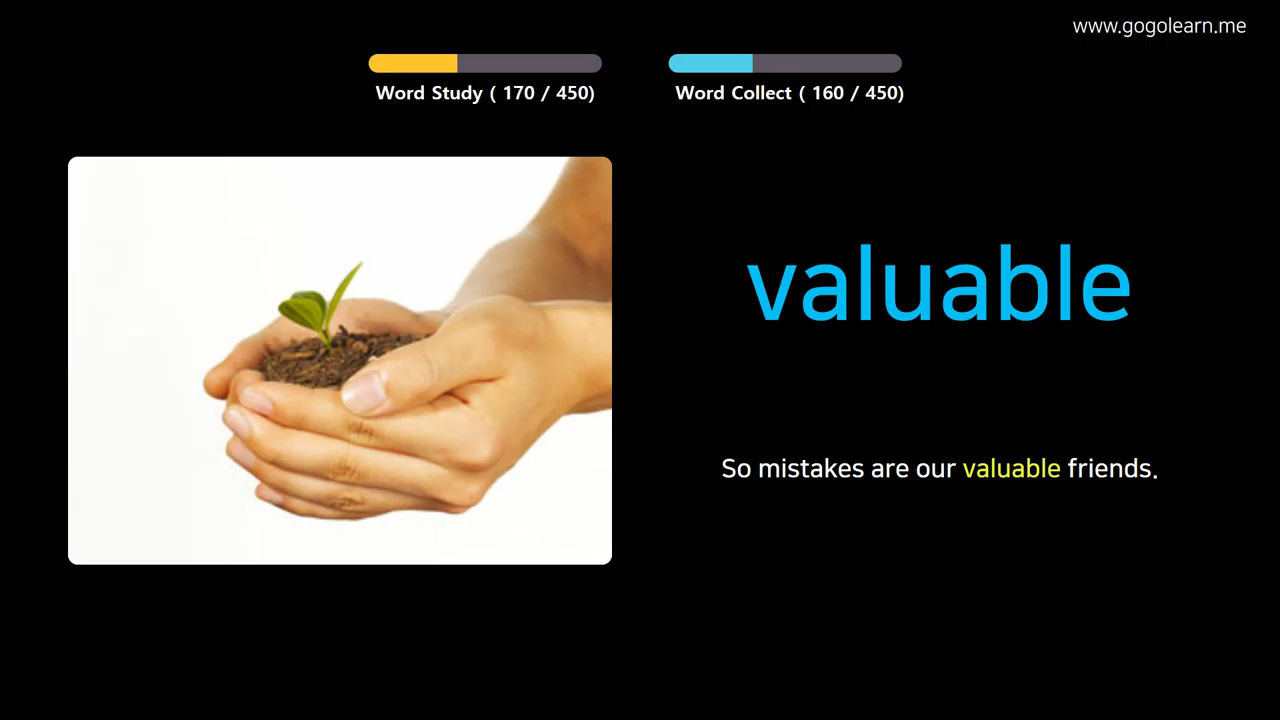 www.gogolearn.me
Word Study ( 170 / 450)
Word Collect ( 160 / 450)
valuable
So mistakes are our valuable friends.